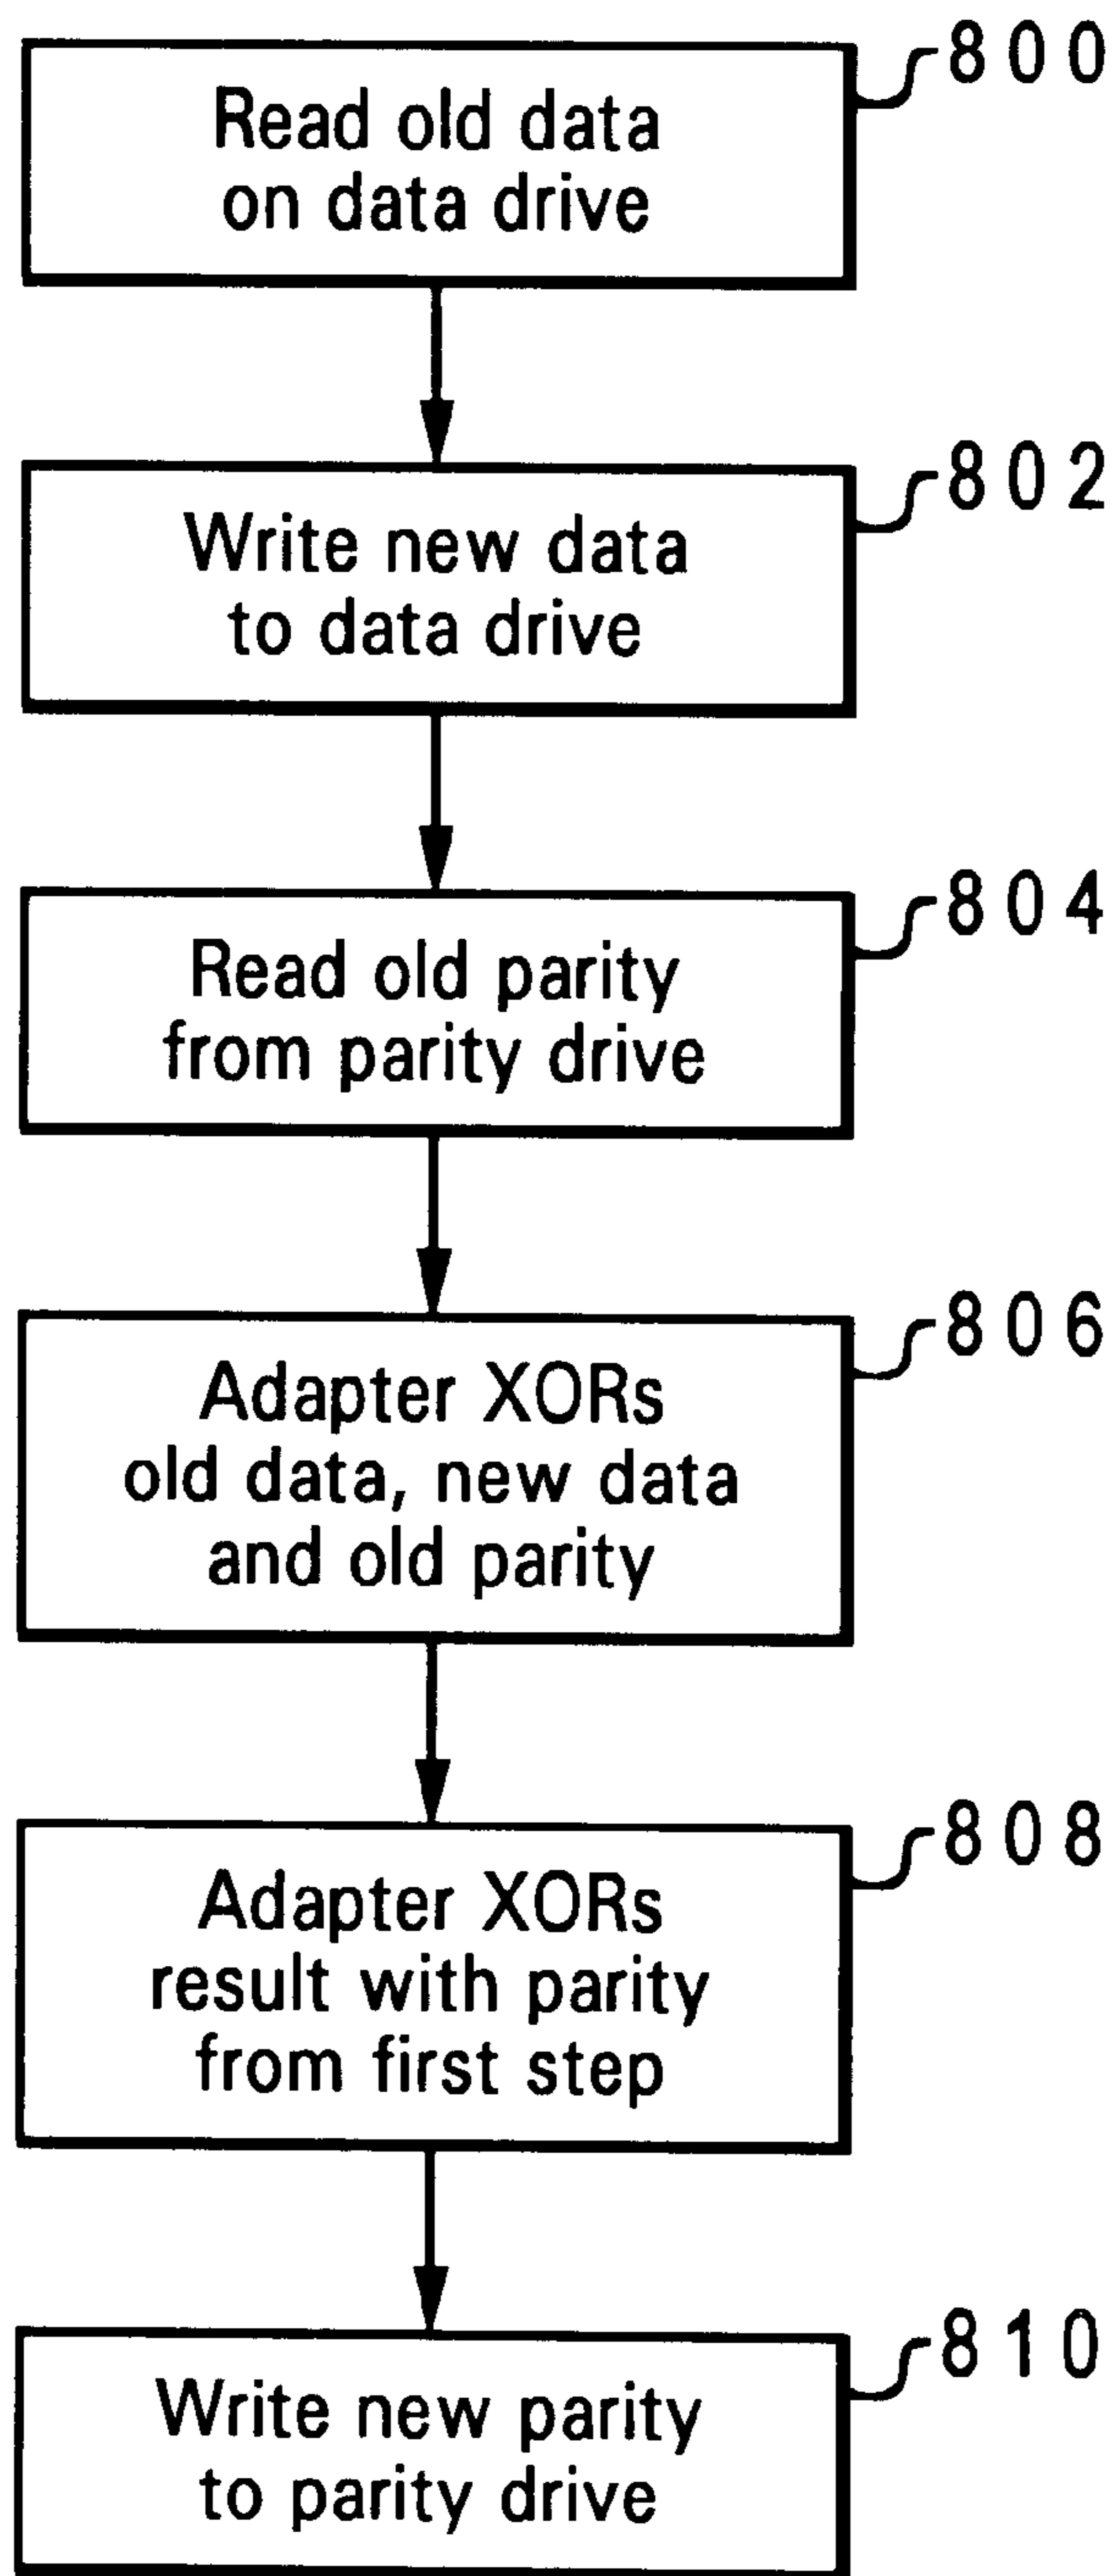 800
Read old data
on data drive
802
Write new data
to data drive
804
Read old parity
from parity drive
806
Adapter XORs
old data, new data
and old parity
808
Adapter XORs
result with parity
from first step
810
Write new parity
to parity drive